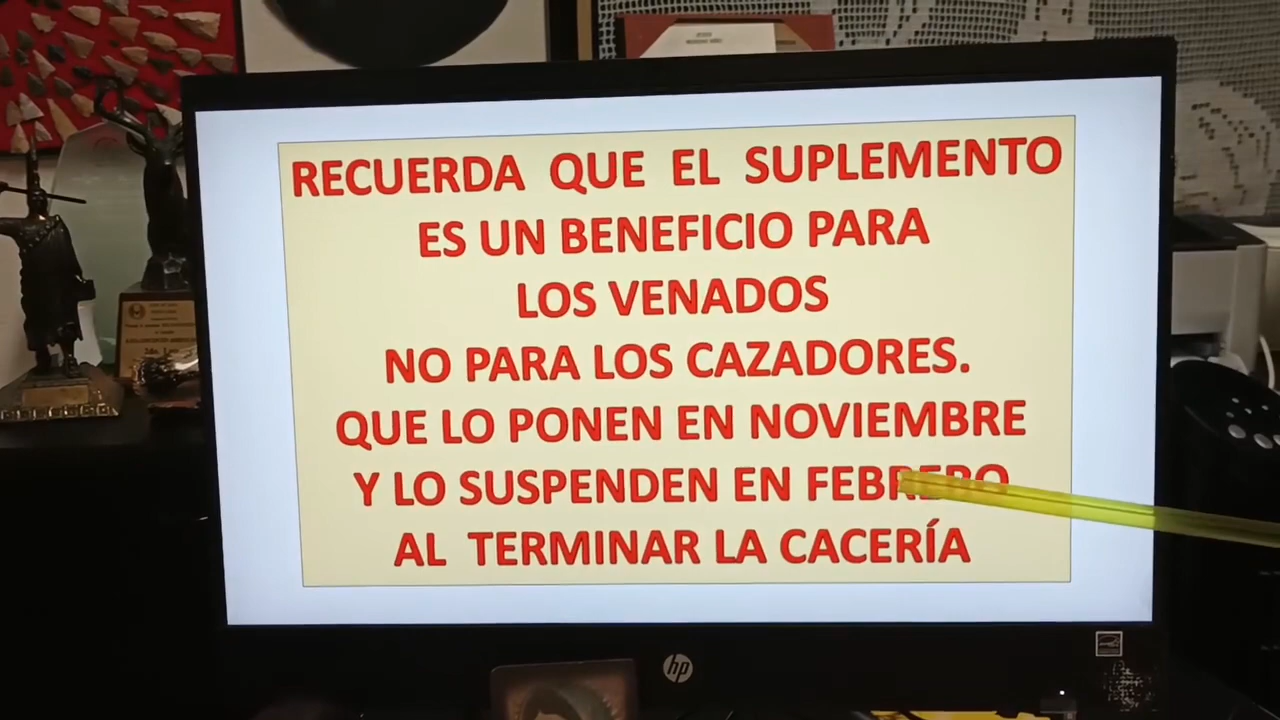 RECUERDA QUE EL SUPLEMENTO
ES UN BENEFICIO PARA
LOS VENADOS
NO PARA LOS CAZADORES.
QUE LO PONEN EN NOVIEMBRE
Y LO SUSPENDEN EN FEBRERO
AL TERMINAR LA CACERÍA
hp